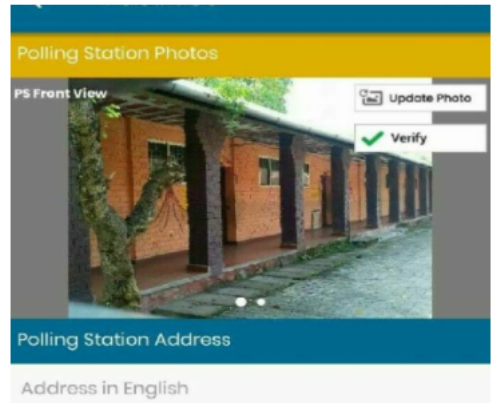 Polling Station Photos
PS Front View
Update Photo
Verify
Polling Station Address
Address in English